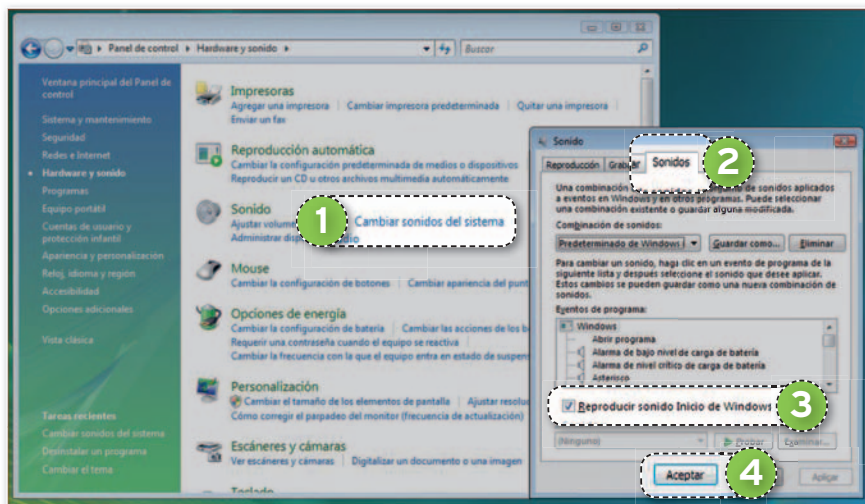 Panel de control ▸ Hardware y sonido ▸
Buscar
Ventana principal del Panel de
control
Sistema y mantenimiento
Seguridad
Redes e Internet
Hardware y sonido
Programas
Equipo portátil
Cuentas de usuario y
protección infantil
Apariencia y personalización
Reloj, idioma y región
Accesibilidad
Opciones adicionales
Vista clásica
Tareas recientes
Cambiar sonidos del sistema
Desinstalar un programa
Cambiar el tema
Impresoras
Agregar una impresora | Cambiar impresora predeterminada | Quitar una impresora
Enviar un fax
Reproducción automática
Cambiar la configuración predeterminada de medios o dispositivos
Reproducir un CD u otros archivos multimedia automáticamente
Sonido
Ajustar volume
1 Cambiar sonidos del sistema
Administrar dis
Mouse
Cambiar la configuración de botones | Cambiar apariencia del punt
Opciones de energía
Cambiar la configuración de batería | Cambiar las acciones de los b
Requerir una contraseña cuando el equipo se reactiva
Cambiar la frecuencia con la que el equipo entra en estado de suspen
Personalización
Cambiar el tamaño de los elementos de pantalla | Ajustar resoluc
Cómo corregir el parpadeo del monitor (frecuencia de actualización)
Escáneres y cámaras
Ver escáneres y cámaras | Digitalizar un documento o una imagen
Teclado
Sonido
Reproducción Grabar Sonidos 2
Una combinación de sonidos aplicados
a eventos en Windows y en otros programas. Puede seleccionar
una combinación existente o guardar alguna modificada.
Combinación de sonidos:
Predeterminado de Windows Guardar como... Eliminar
Para cambiar un sonido, haga clic en un evento de programa de la
siguiente lista y después seleccione el sonido que desee aplicar.
Estos cambios se pueden guardar como una nueva combinación de
sonidos.
Eventos de programa:
Windows
Abrir programa
Alarma de bajo nivel de carga de batería
Alarma de nivel crítico de carga de batería
Asterisco
Reproducir sonido Inicio de Windows 3
(Ninguno) Probar Examinar...
Aceptar 4 Aplicar